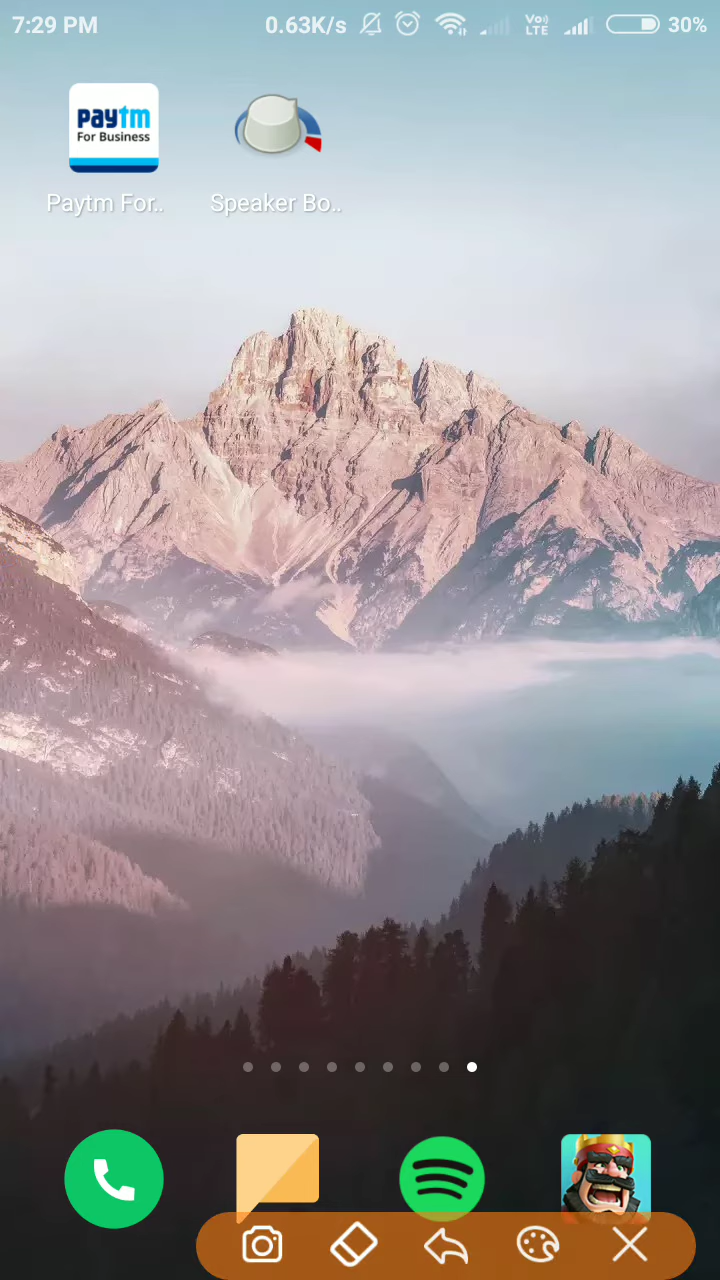 7:29 PM 0.63K/s Vo)) LTE 30%
paytm
For Business
Paytm For.. Speaker Bo..